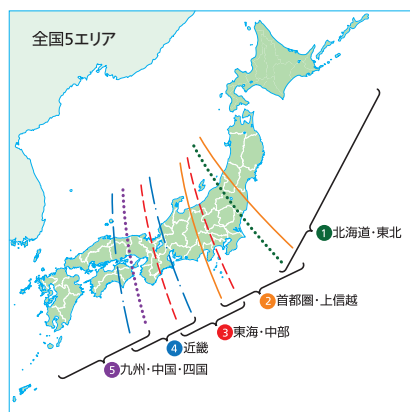 全国5エリア
1北海道・東北
2首都圏・上信越
3東海・中部
4近畿
5九州・中国・四国